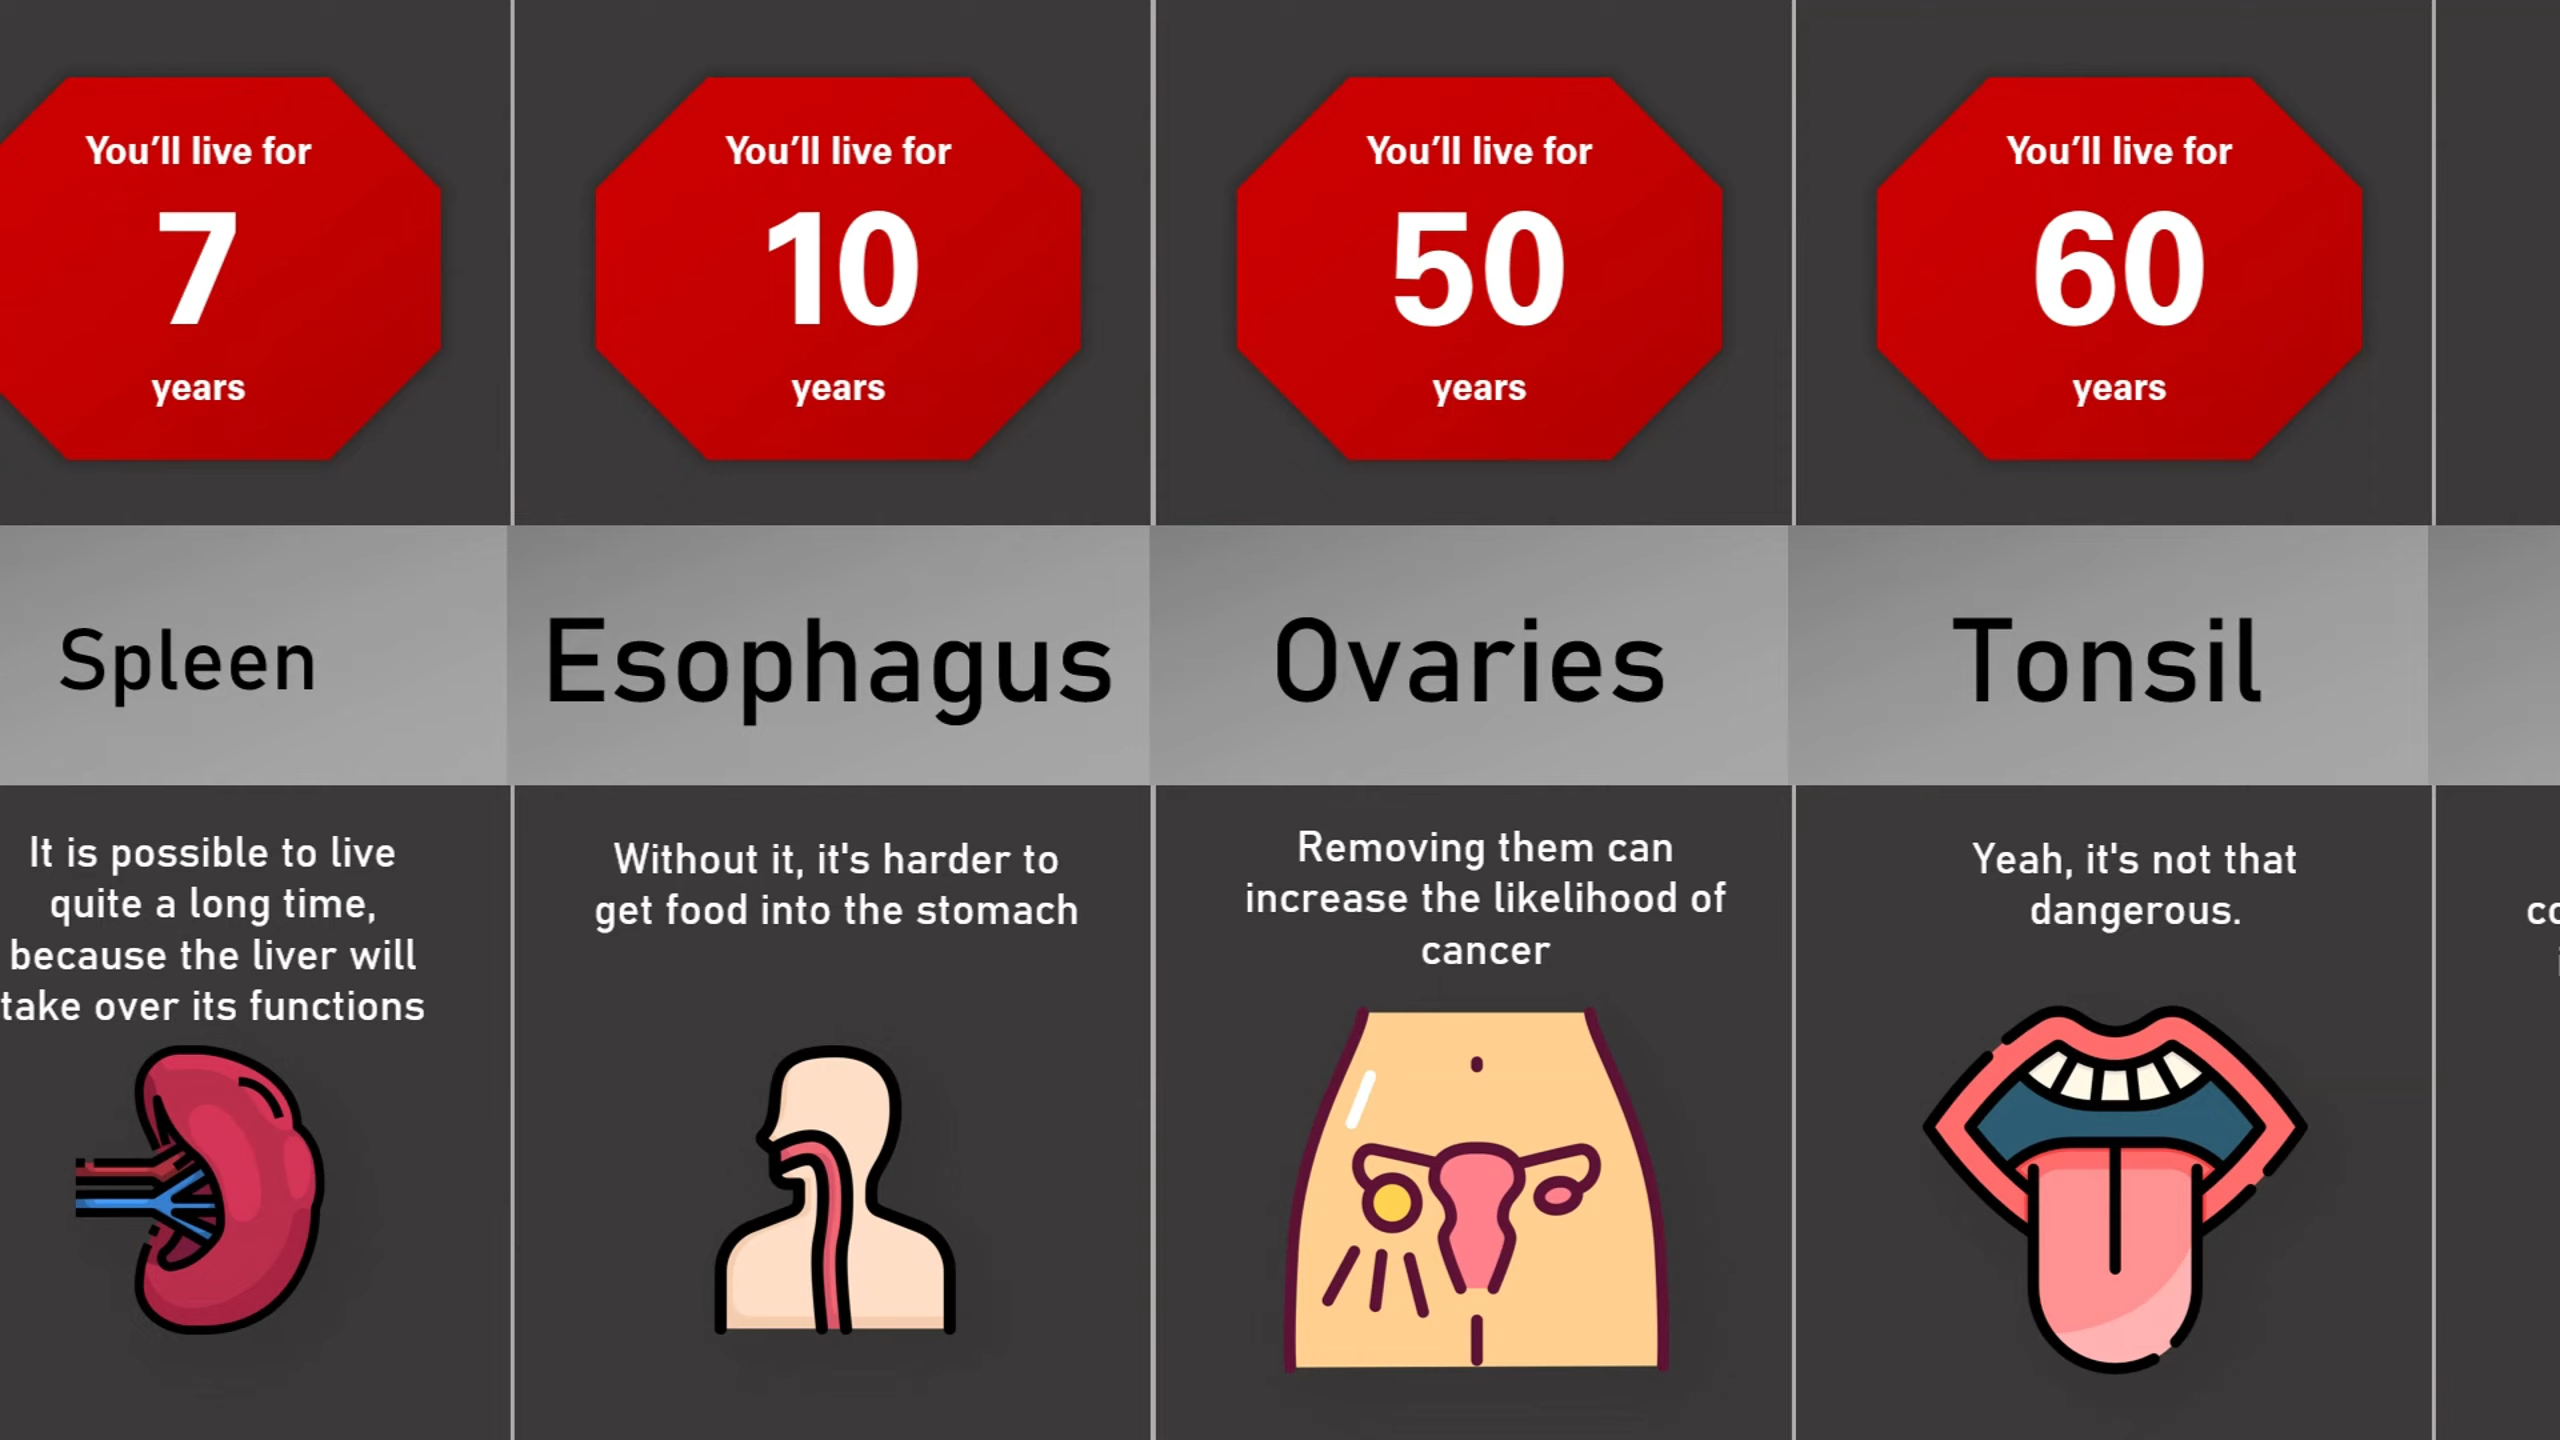 You'll live for
7
years
You'll live for
10
years
You'll live for
50
years
You'll live for
60
years
Spleen
Esophagus
Ovaries
Tonsil
It is possible to live
quite a long time,
because the liver will
take over its functions
Without it, it's harder to
get food into the stomach
Removing them can
increase the likelihood of
cancer
Yeah, it's not that
dangerous.